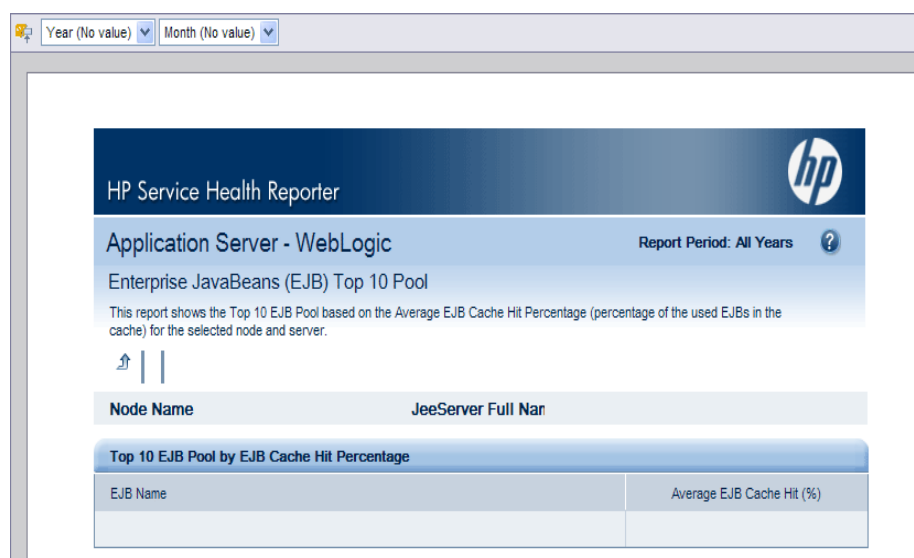 Year (No value) Month (No value)
hp
HP Service Health Reporter
Application Server - WebLogic Report Period: All Years ?
Enterprise JavaBeans (EJB) Top 10 Pool
This report shows the Top 10 EJB Pool based on the Average EJB Cache Hit Percentage (percentage of the used EJBs in the
cache) for the selected node and server.
Node Name JeeServer Full Nar
Top 10 EJB Pool by EJB Cache Hit Percentage
EJB Name Average EJB Cache Hit (%)